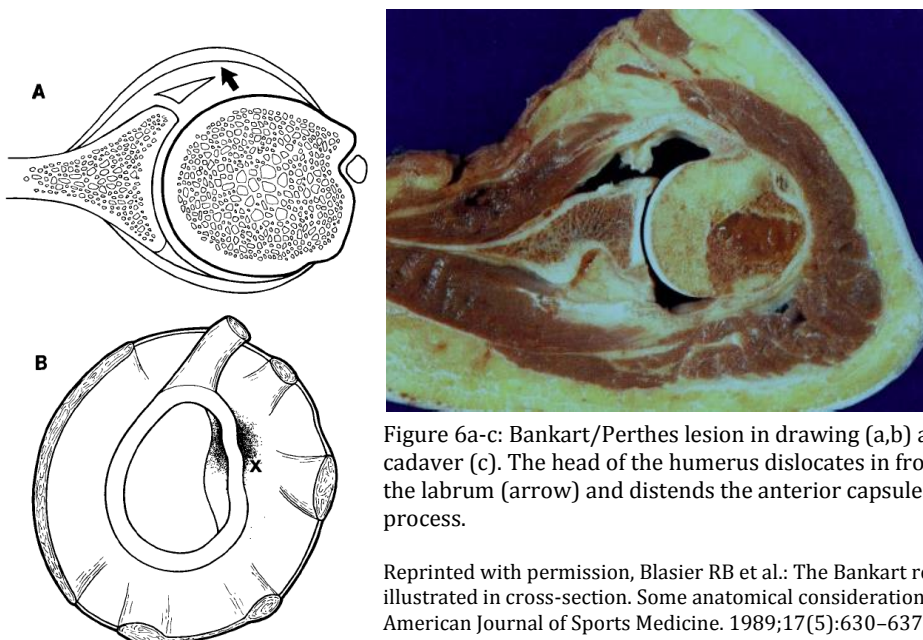 A
B
x
Figure 6a-c: Bankart/Perthes lesion in drawing (a,b) a
cadaver (c). The head of the humerus dislocates in fro
the labrum (arrow) and distends the anterior capsule
process.
Reprinted with permission, Blasier RB et al.: The Bankart re
illustrated in cross-section. Some anatomical consideration
American Journal of Sports Medicine. 1989;17(5):630–637